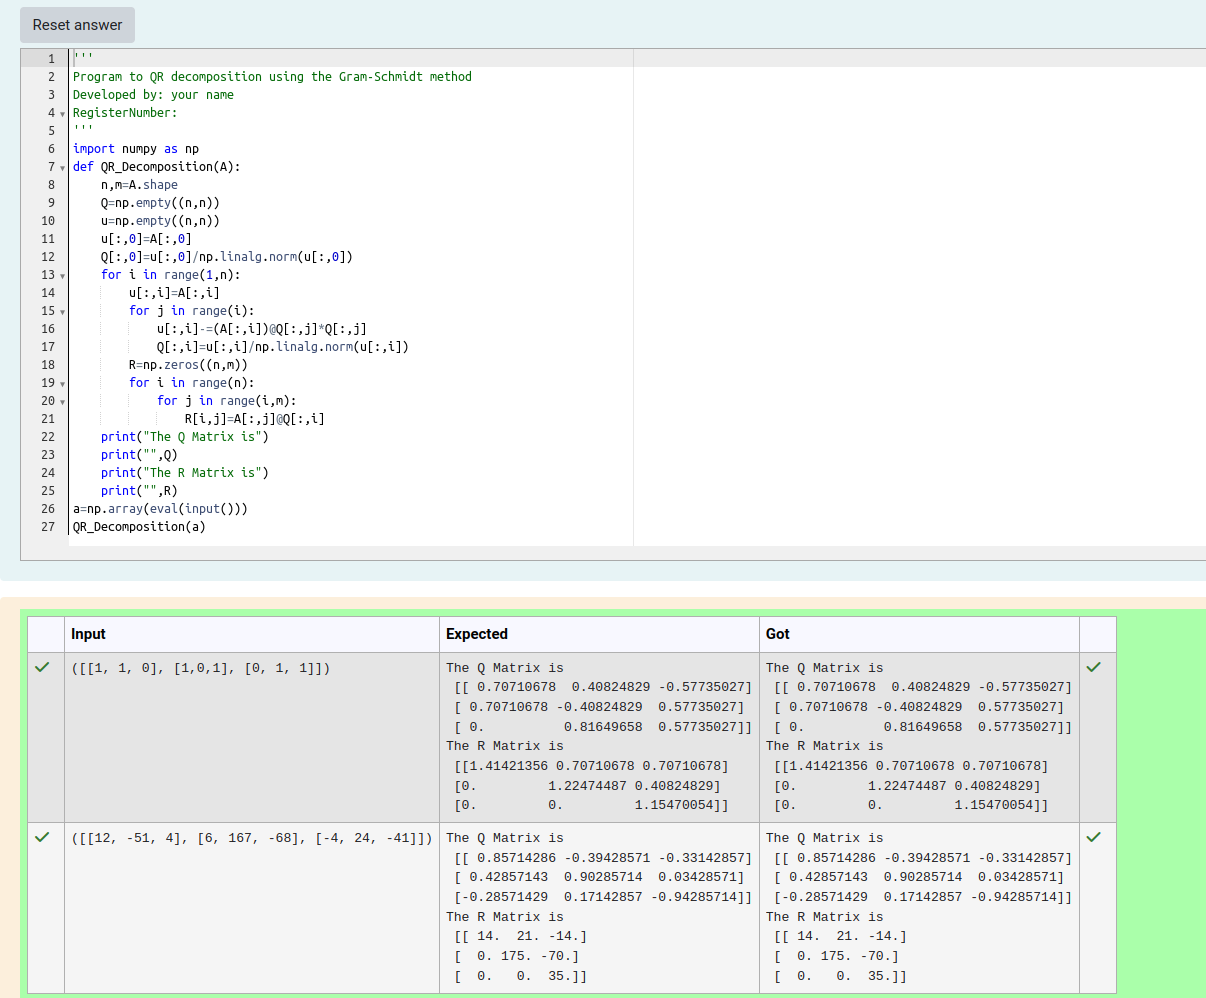 Reset answer
1 '''
2 Program to QR decomposition using the Gram-Schmidt method
3 Developed by: your name
4 RegisterNumber:
5 '''
6 import numpy as np
7 def QR_Decomposition(A):
8     n,m=A.shape
9     Q=np.empty((n,n))
10     u=np.empty((n,n))
11     u[:,0]=A[:,0]
12     Q[:,0]=u[:,0]/np.linalg.norm(u[:,0])
13     for i in range(1,n):
14         u[:,i]=A[:,i]
15         for j in range(i):
16             u[:,i]-=(A[:,i])@Q[:,j]*Q[:,j]
17             Q[:,i]=u[:,i]/np.linalg.norm(u[:,i])
18         R=np.zeros((n,m))
19         for i in range(n):
20             for j in range(i,m):
21                 R[i,j]=A[:,j]@Q[:,i]
22     print("The Q Matrix is")
23     print("",Q)
24     print("The R Matrix is")
25     print("",R)
26 a=np.array(eval(input()))
27 QR_Decomposition(a)
Input Expected Got
([[1, 1, 0], [1,0,1], [0, 1, 1]])
The Q Matrix is
[[ 0.70710678  0.40824829 -0.57735027]
[ 0.70710678 -0.40824829  0.57735027]
[ 0.          0.81649658  0.57735027]]
The R Matrix is
[[1.41421356 0.70710678 0.70710678]
[0.         1.22474487 0.40824829]
[0.         0.         1.15470054]]
The Q Matrix is
[[ 0.70710678  0.40824829 -0.57735027]
[ 0.70710678 -0.40824829  0.57735027]
[ 0.          0.81649658  0.57735027]]
The R Matrix is
[[1.41421356 0.70710678 0.70710678]
[0.         1.22474487 0.40824829]
[0.         0.         1.15470054]]
([[12, -51, 4], [6, 167, -68], [-4, 24, -41]])
The Q Matrix is
[[ 0.85714286 -0.39428571 -0.33142857]
[ 0.42857143  0.90285714  0.03428571]
[-0.28571429  0.17142857 -0.94285714]]
The R Matrix is
[[ 14.  21. -14.]
[  0. 175. -70.]
[  0.   0.  35.]]
The Q Matrix is
[[ 0.85714286 -0.39428571 -0.33142857]
[ 0.42857143  0.90285714  0.03428571]
[-0.28571429  0.17142857 -0.94285714]]
The R Matrix is
[[ 14.  21. -14.]
[  0. 175. -70.]
[  0.   0.  35.]]